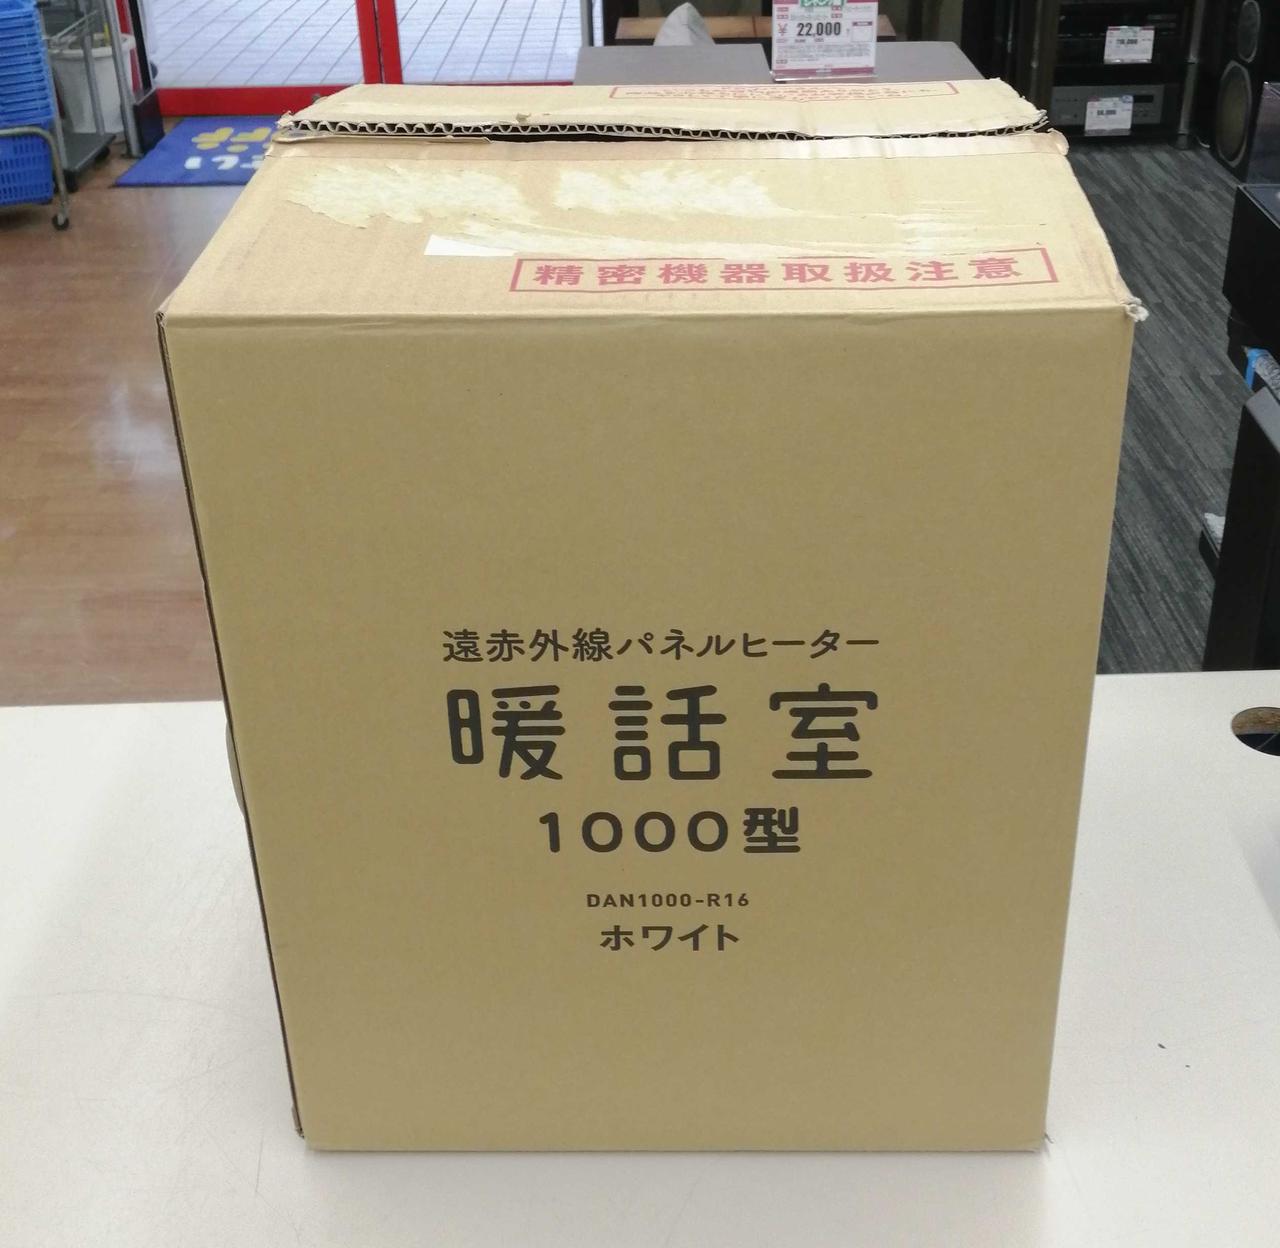 ¥22,000
精密機器取扱注意
遠赤外線パネルヒーター
暖話室
1000型
DAN1000-R16
ホワイト